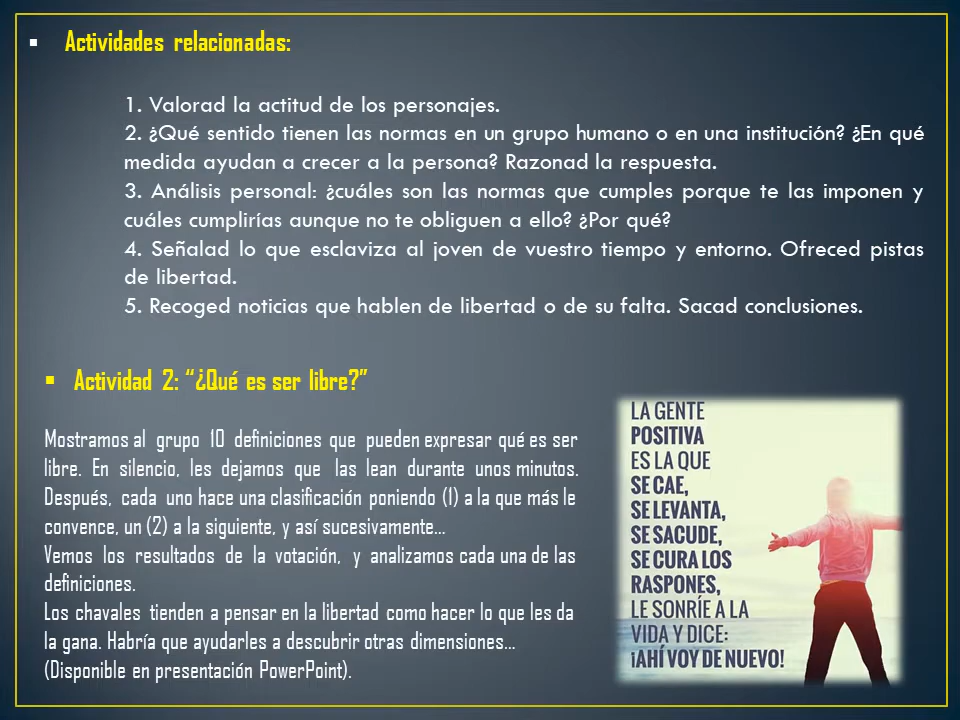 Actividades relacionadas:
1. Valorad la actitud de los personajes.
2. ¿Qué sentido tienen las normas en un grupo humano o en una institución? ¿En qué
medida ayudan a crecer a la persona? Razonad la respuesta.
3. Análisis personal: ¿cuáles son las normas que cumples porque te las imponen y
cuáles cumplirías aunque no te obliguen a ello? ¿Por qué?
4. Señalad lo que esclaviza al joven de vuestro tiempo y entorno. Ofreced pistas
de libertad.
5. Recoged noticias que hablen de libertad o de su falta. Sacad conclusiones.
Actividad 2: “¿Qué es ser libre?”
Mostramos al grupo 10 definiciones que pueden expresar qué es ser
libre. En silencio, les dejamos que las lean durante unos minutos.
Después, cada uno hace una clasificación poniendo (1) a la que más le
convence, un (2) a la siguiente, y así sucesivamente...
Vemos los resultados de la votación, y analizamos cada una de las
definiciones.
Los chavales tienden a pensar en la libertad como hacer lo que les da
la gana. Habría que ayudarles a descubrir otras dimensiones...
(Disponible en presentación PowerPoint).
LA GENTE
POSITIVA
ES LA QUE
SE CAE,
SE LEVANTA,
SE SACUDE,
SE CURA LOS
RASPONES,
LE SONRÍE A LA
VIDA Y DICE:
¡AHÍ VOY DE NUEVO!